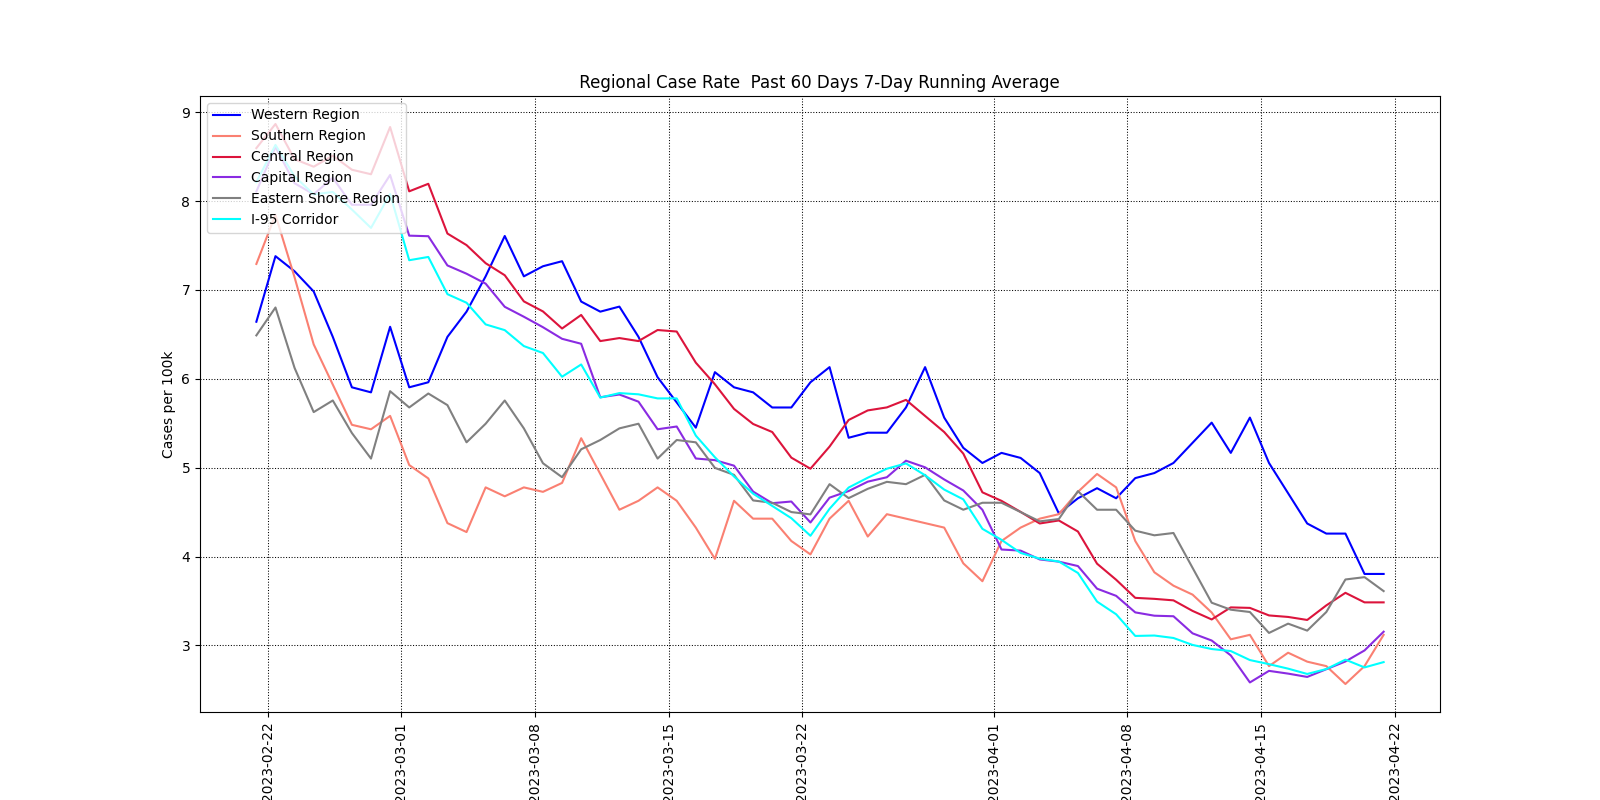 Regional Case Rate  Past 60 Days 7-Day Running Average
Cases per 100k
9
8
7
6
5
4
3
Western Region
Southern Region
Central Region
Capital Region
Eastern Shore Region
I-95 Corridor
2023-02-22
2023-03-01
2023-03-08
2023-03-15
2023-03-22
2023-04-01
2023-04-08
2023-04-15
2023-04-22